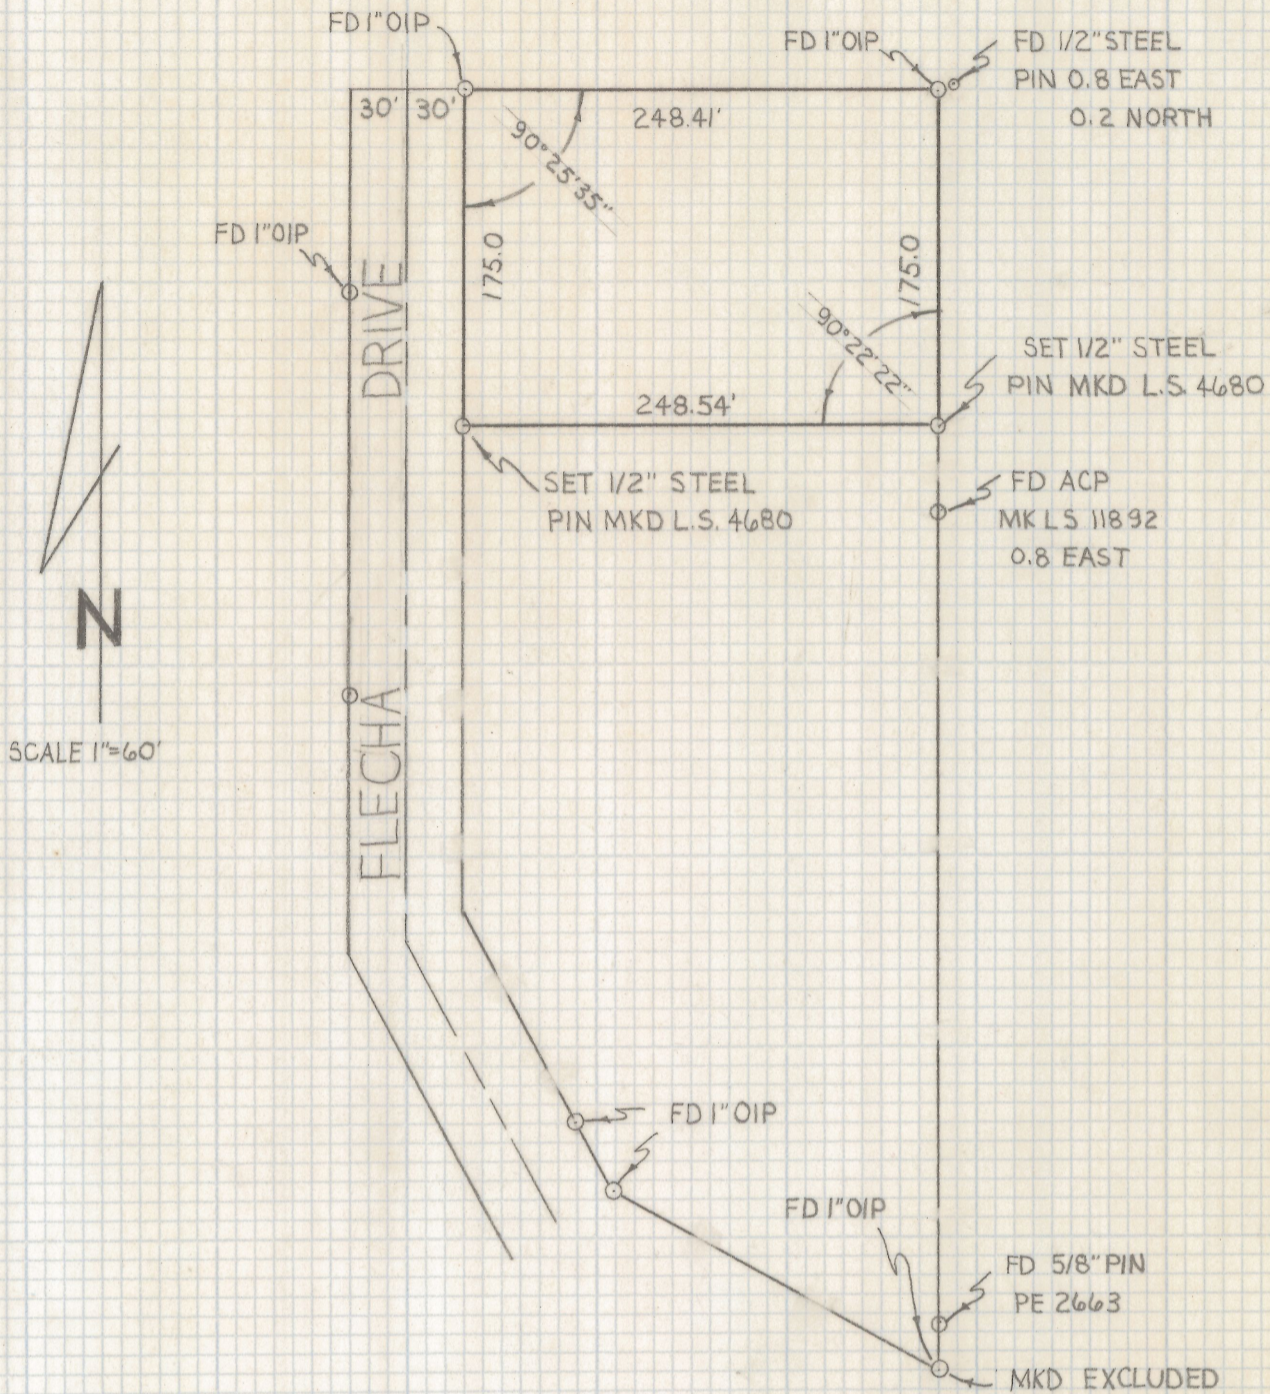 FD 1"OIP
FD 1"OIP
FD 1/2" STEEL
PIN 0.8 EAST
0.2 NORTH
30' 30'
248.41'
90°25'35"
FD 1"OIP
175.0
175.0
DRIVE
90°22'22"
SET 1/2" STEEL
PIN MKD L.S. 4680
248.54'
SET 1/2" STEEL
PIN MKD L.S. 4680
FD ACP
MK LS 11892
0.8 EAST
N
SCALE 1"=60'
FLECHA
FD 1"OIP
FD 1"OIP
FD 5/8" PIN
PE 2663
MKD EXCLUDED